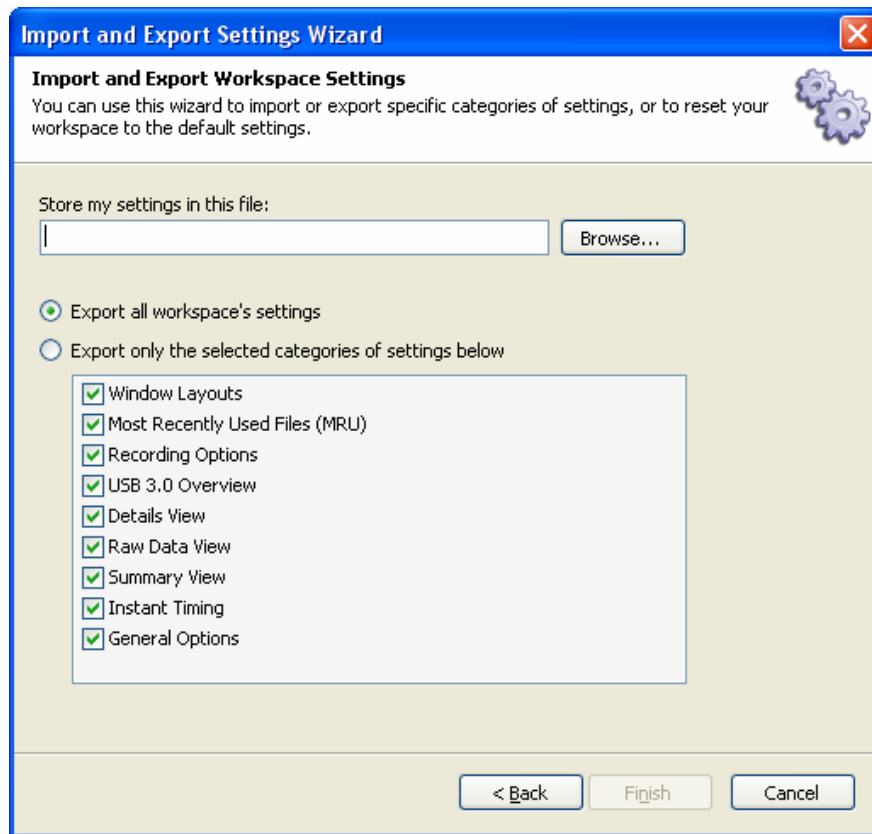 Import and Export Settings Wizard
Import and Export Workspace Settings
You can use this wizard to import or export specific categories of settings, or to reset your
workspace to the default settings.
Store my settings in this file:
Browse...
Export all workspace's settings
Export only the selected categories of settings below
Window Layouts
Most Recently Used Files (MRU)
Recording Options
USB 3.0 Overview
Details View
Raw Data View
Summary View
Instant Timing
General Options
< Back
Finish
Cancel